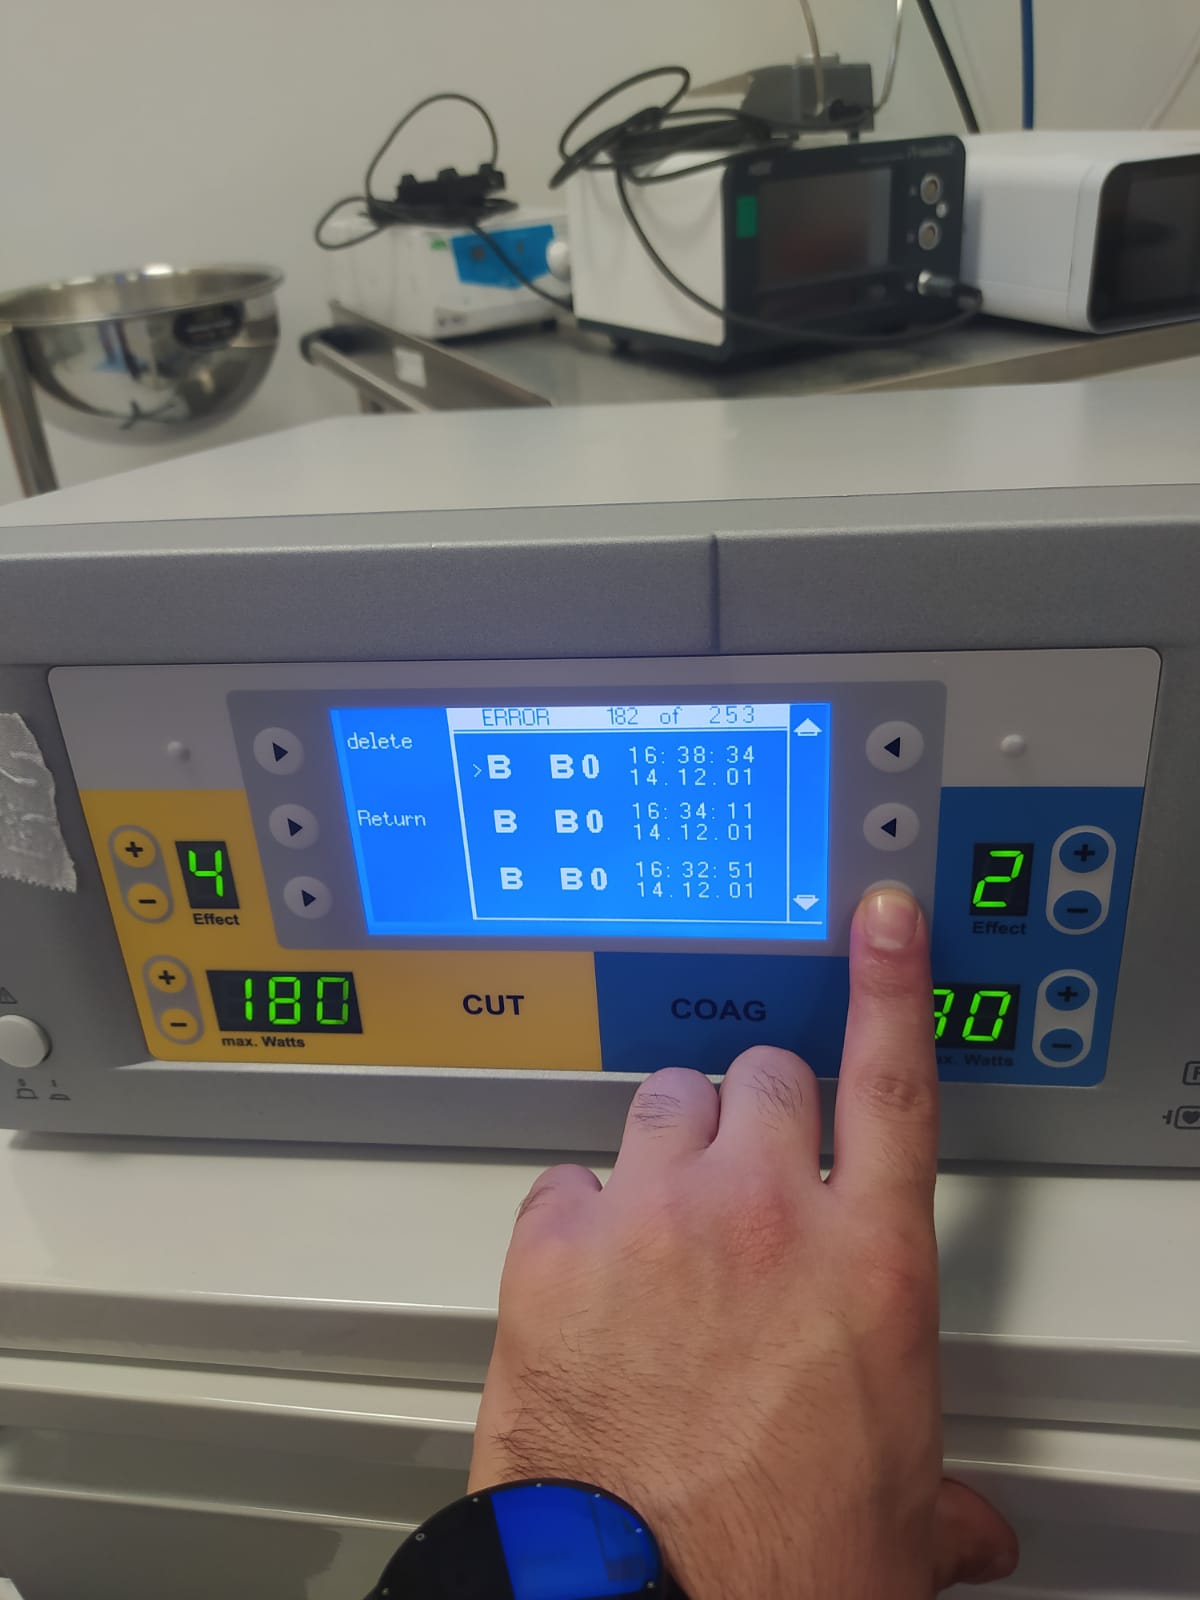 ERROR 182 of 253
delete
>B B0 16:38:34
14.12.01
Return
B B0 16:34:11
14.12.01
B B0 16:32:51
14.12.01
+
−
4
Effect
2
Effect
+
−
+
−
180
max. Watts
CUT
COAG
80
x. Watts
+
−